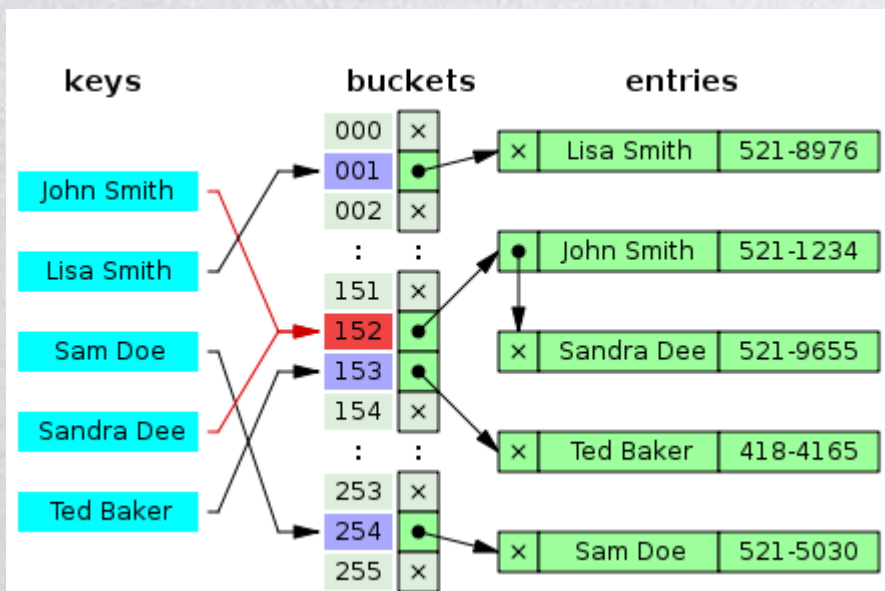 keys
buckets
entries
John Smith
Lisa Smith
Sam Doe
Sandra Dee
Ted Baker
000 ×
001
002 ×
: :
151 ×
152
153
154 ×
: :
253 ×
254
255 ×
× Lisa Smith 521-8976
John Smith 521-1234
× Sandra Dee 521-9655
× Ted Baker 418-4165
× Sam Doe 521-5030